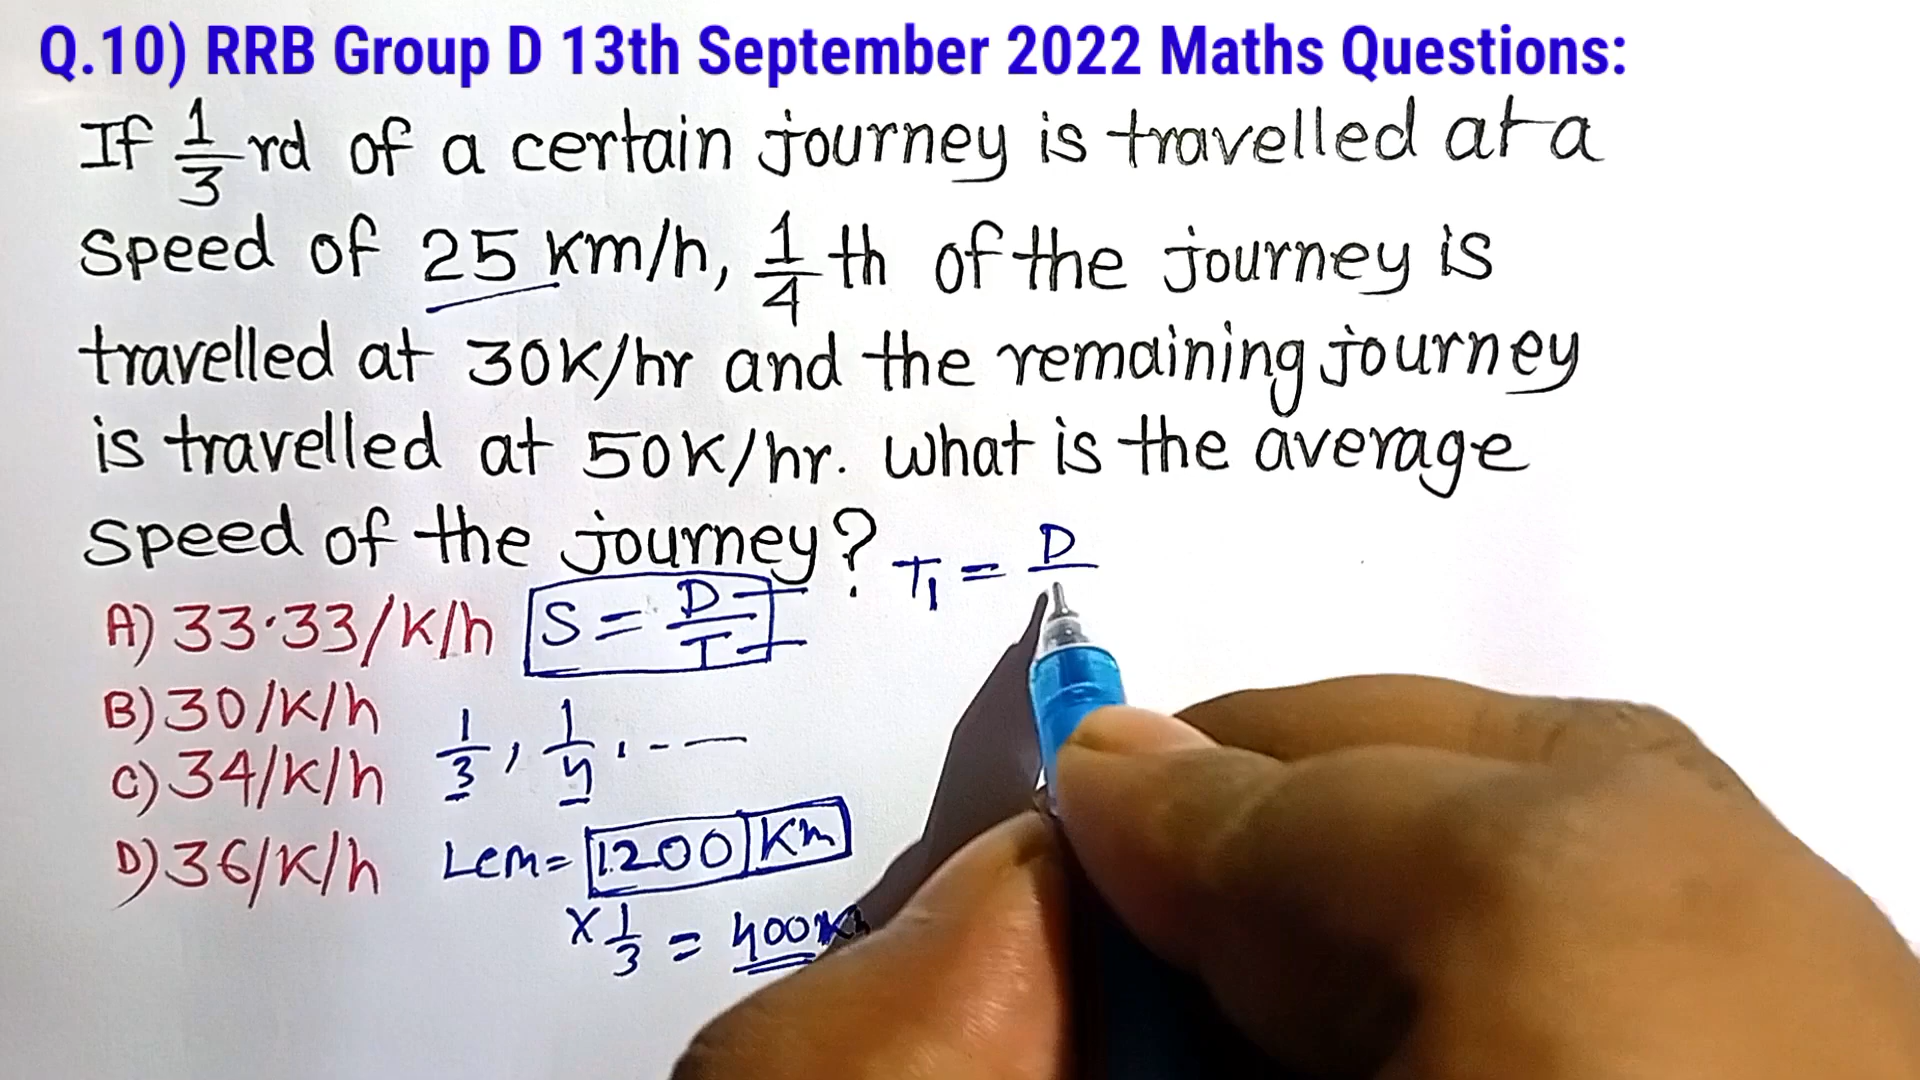 Q.10) RRB Group D 13th September 2022 Maths Questions:
If 1/3 rd of a certain journey is travelled at a
speed of 25 km/h, 1/4 th of the journey is
travelled at 30K/hr and the remaining journey
is travelled at 50K/hr. What is the average
speed of the journey?
T1 = D
A) 33.33/K/h
S = D/T
B) 30/K/h
1/3, 1/4, ---
C) 34/K/h
D) 36/K/h
Lcm= 1200 Km
x 1/3 = 400